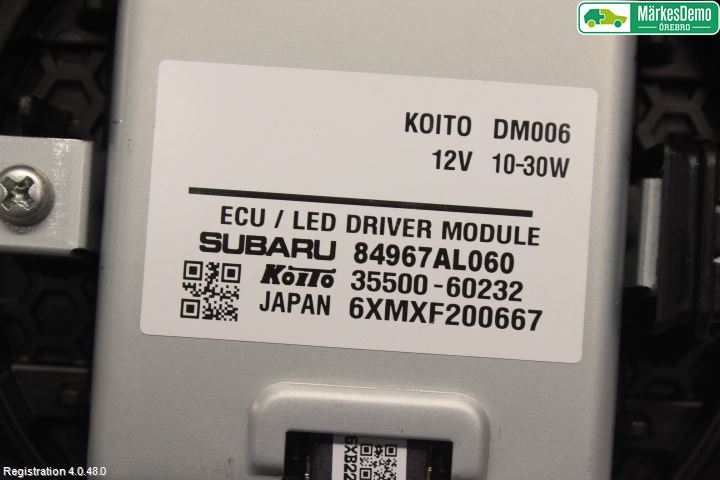 MärkesDemo
ÖREBRO
KOITO DM006
12V 10-30W
ECU / LED DRIVER MODULE
SUBARU 84967AL060
KOITO 35500-60232
JAPAN 6XMXF200667
6XB22
Registration 4.0.48.0